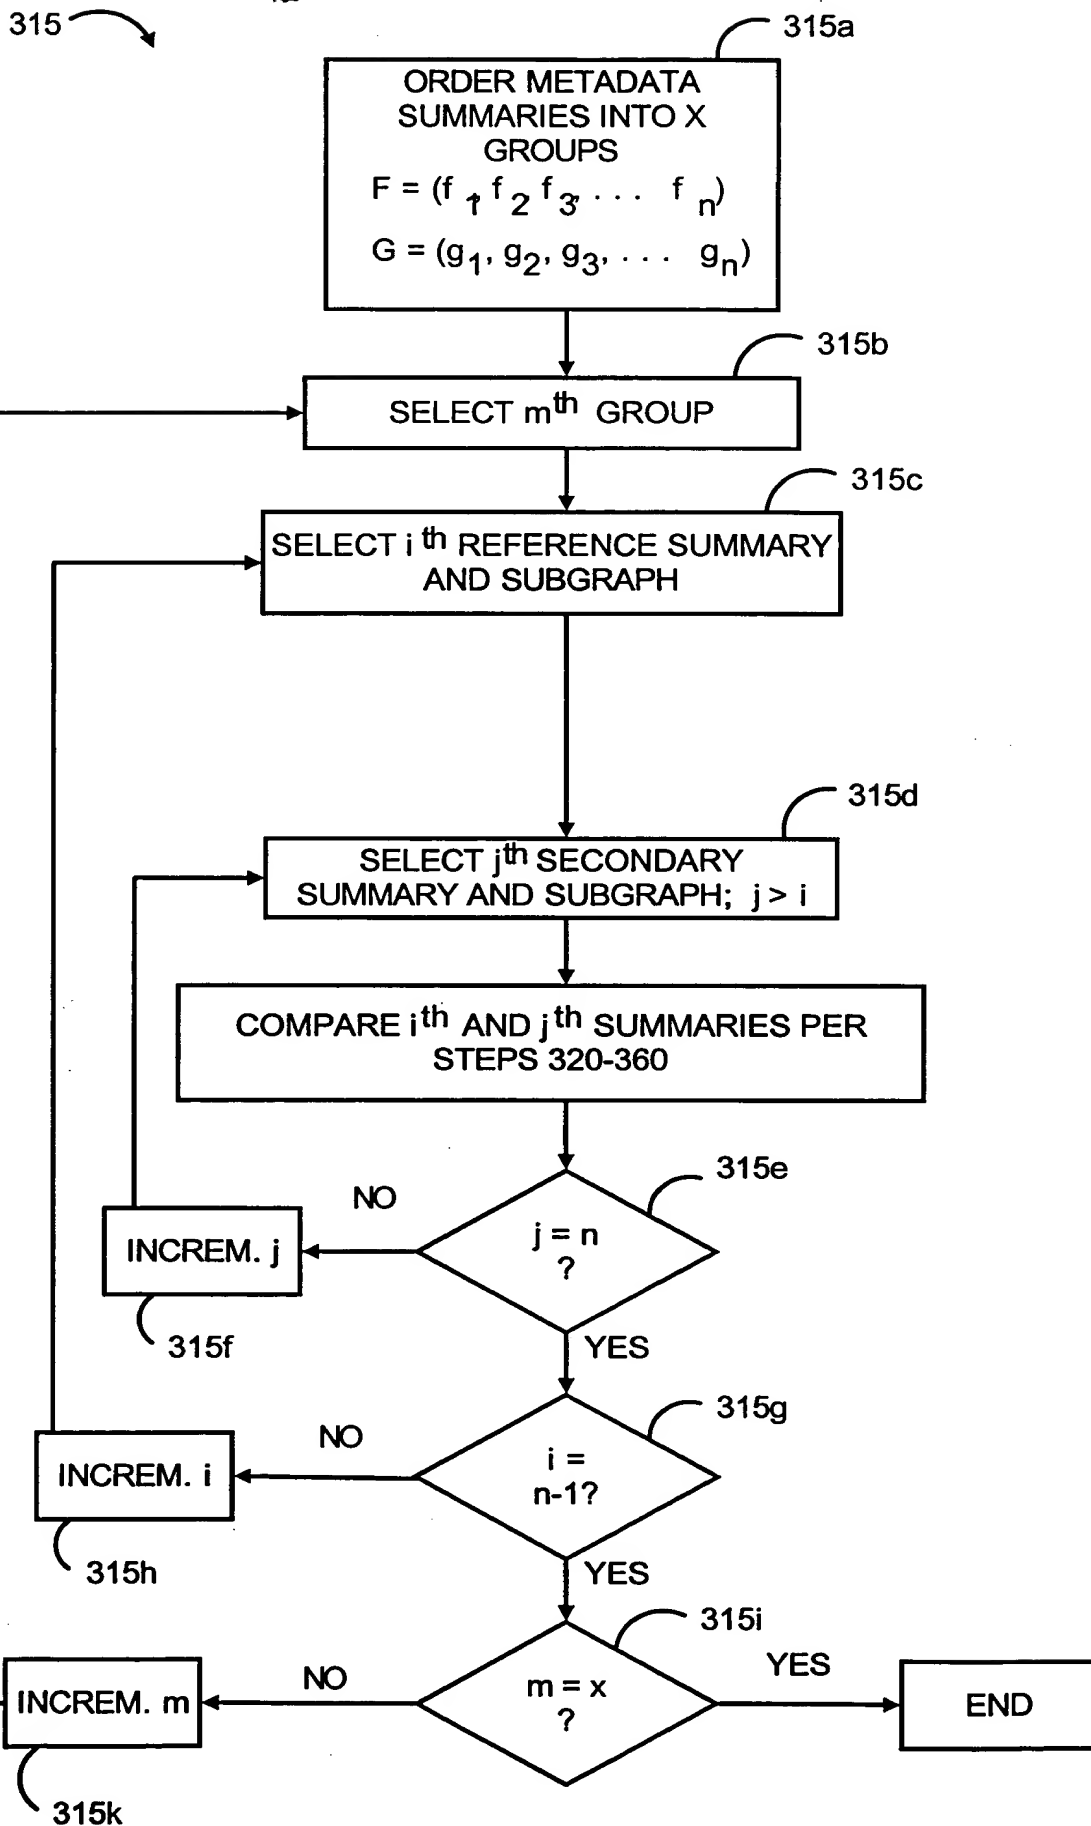 315
315a
ORDER METADATA
SUMMARIES INTO X
GROUPS
F = (f 1, f 2, f 3, . . . f n)
G = (g1, g2, g3, . . . gn)
315b
SELECT mth GROUP
315c
SELECT i th REFERENCE SUMMARY
AND SUBGRAPH
315d
SELECT jth SECONDARY
SUMMARY AND SUBGRAPH; j > i
COMPARE ith AND jth SUMMARIES PER
STEPS 320-360
315e
NO
j = n
?
INCREM. j
315f
YES
315g
NO
i =
n-1?
INCREM. i
315h
YES
315i
NO
m = x
?
YES
INCREM. m
END
315k